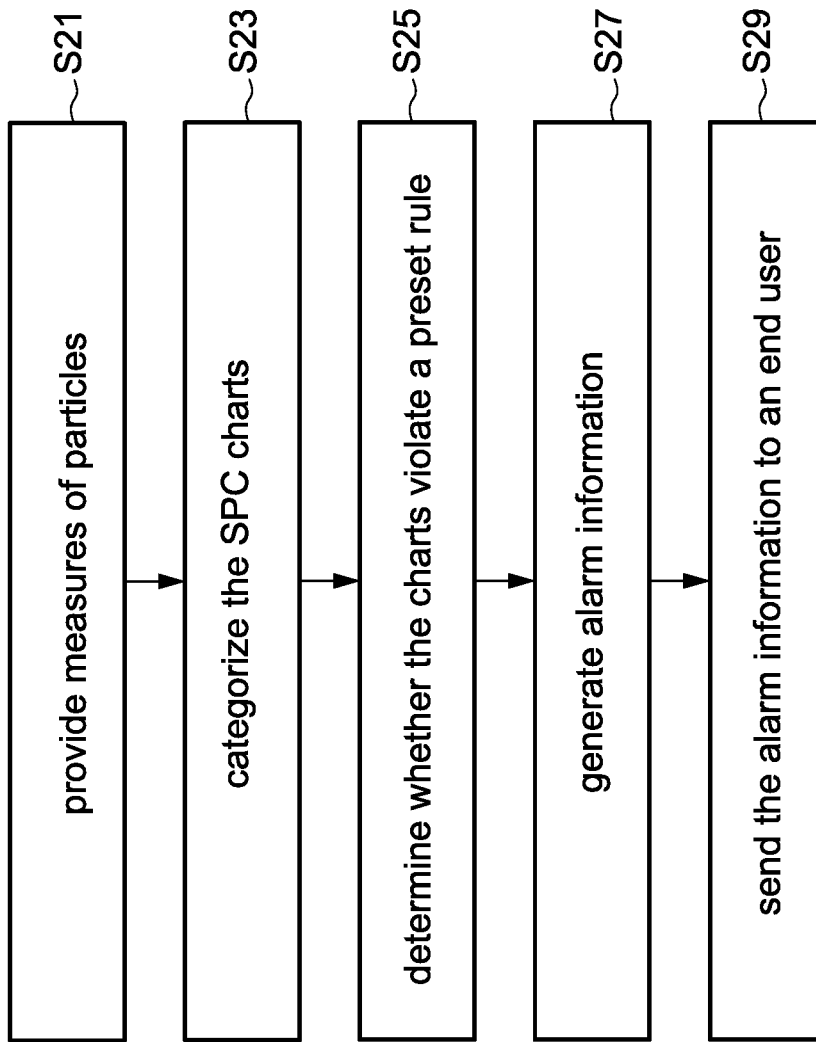 provide measures of particles
S21
categorize the SPC charts
S23
determine whether the charts violate a preset rule
S25
generate alarm information
S27
send the alarm information to an end user
S29